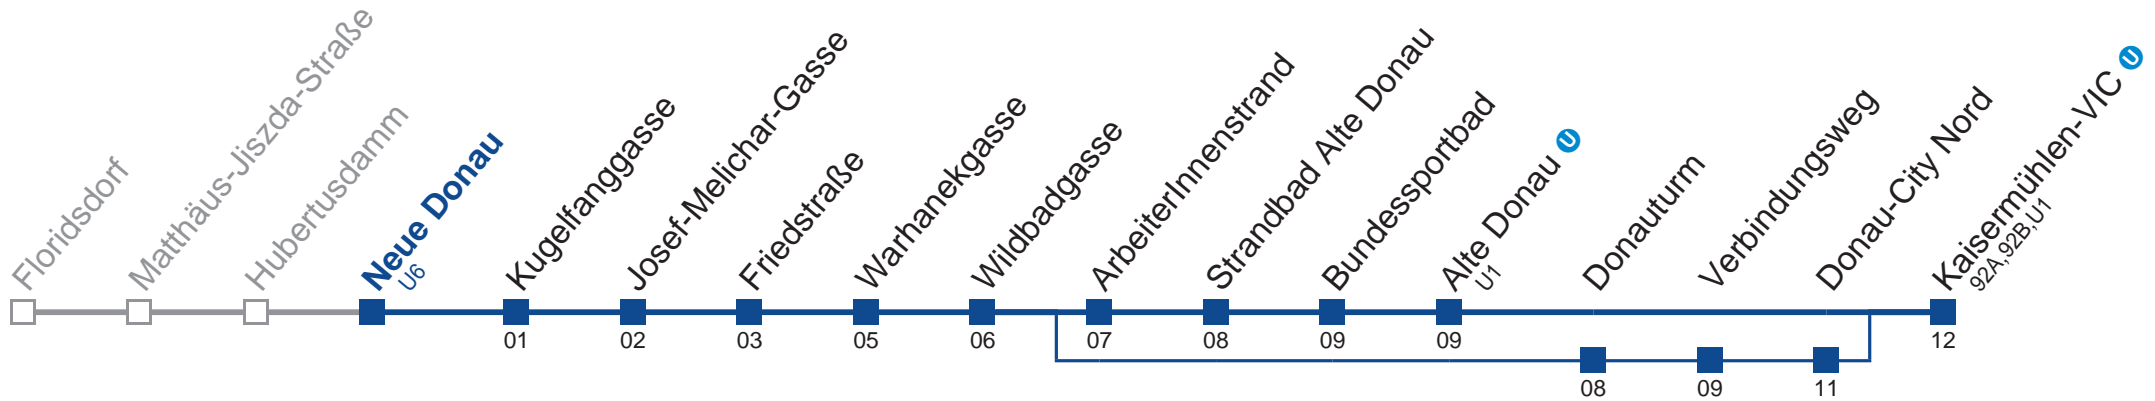 Floridsdorf
Matthäus-Jiszda-Straße
Hubertusdamm
Neue Donau
U6
Kugelfanggasse
Josef-Melichar-Gasse
Friedstraße
Warhanekgasse
Wildbadgasse
ArbeiterInnenstrand
Strandbad Alte Donau
Bundessportbad
Alte Donau U
U1
Donauturm
Verbindungsweg
Donau-City Nord
Kaisermühlen-VIC U
92A,92B,U1
01
02
03
05
06
07
08
09
09
12
08
09
11